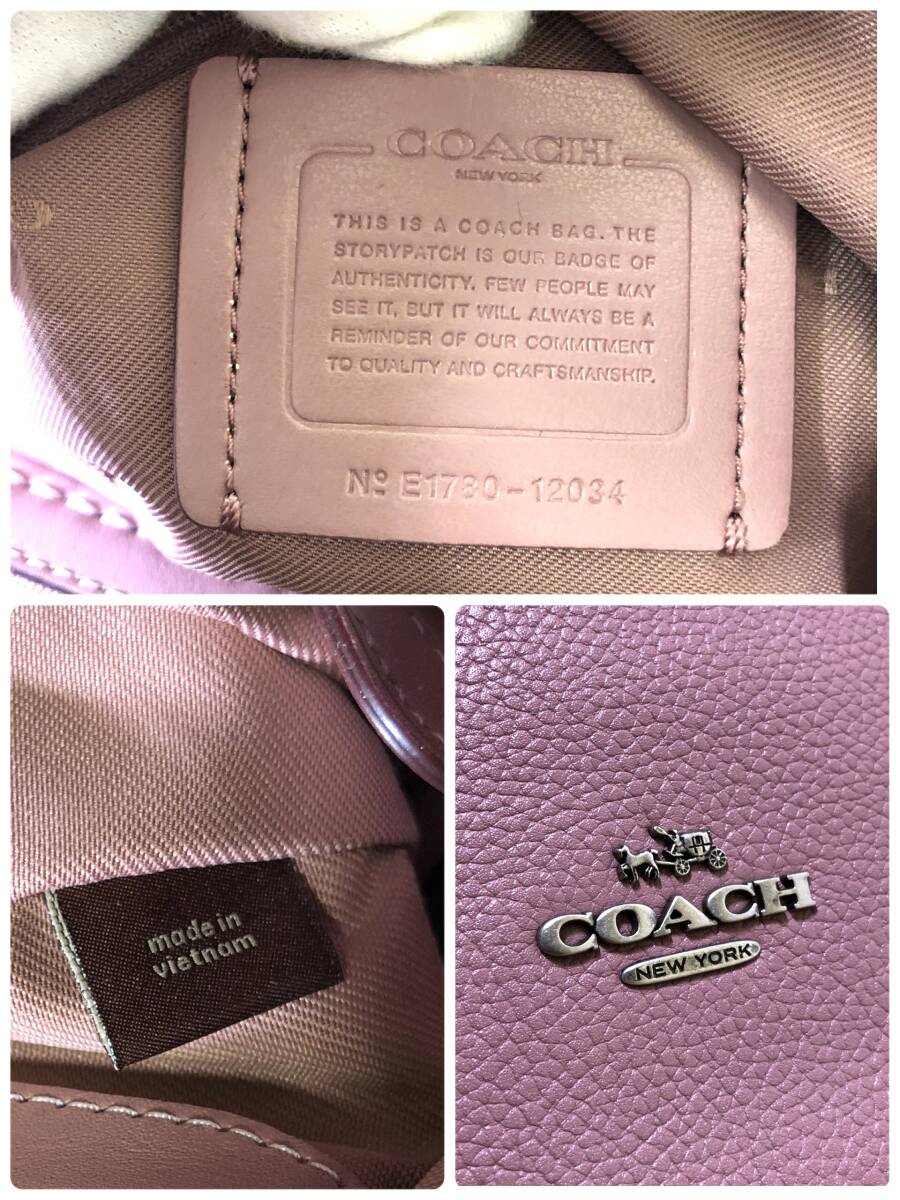 COACH
NEW YORK
THIS IS A COACH BAG. THE
STORYPATCH IS OUR BADGE OF
AUTHENTICITY. FEW PEOPLE MAY
SEE IT, BUT IT WILL ALWAYS BE A
REMINDER OF OUR COMMITMENT
TO QUALITY AND CRAFTSMANSHIP.
Nº E1780-12034
made in
vietnam
COACH
NEW YORK